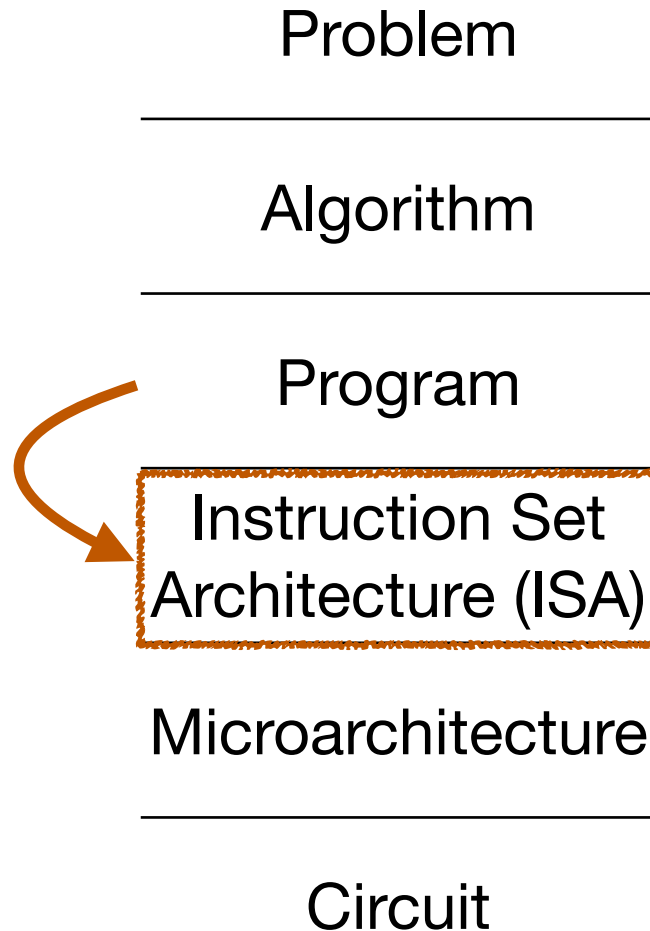 Problem
Algorithm
Program
Instruction Set
Architecture (ISA)
Microarchitecture
Circuit